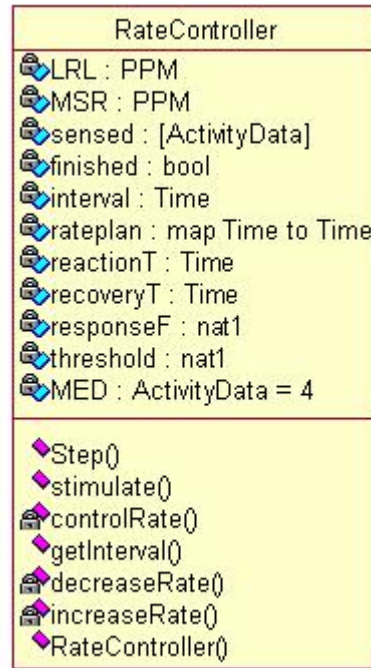 RateController
LRL : PPM
MSR : PPM
sensed : [ActivityData]
finished : bool
interval : Time
rateplan : map Time to Time
reactionT : Time
recoveryT : Time
responseF : nat1
threshold : nat1
MED : ActivityData = 4
Step()
stimulate()
controlRate()
getInterval()
decreaseRate()
increaseRate()
RateController()